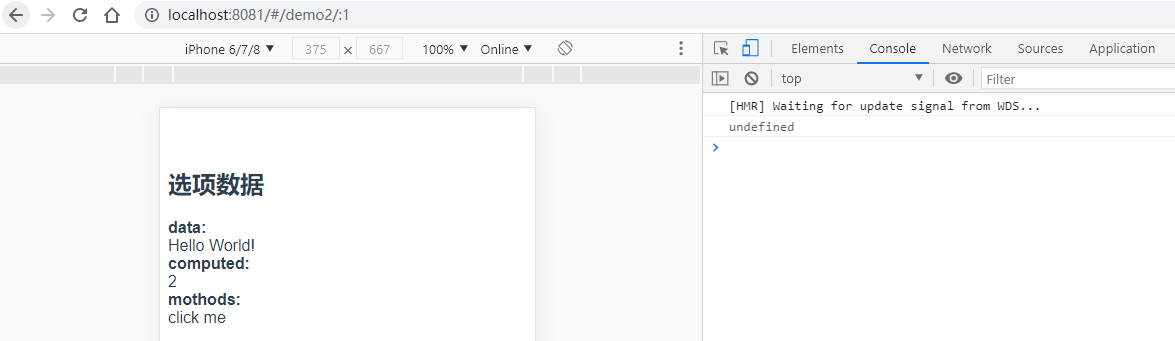 localhost:8081/#/demo2/:1
iPhone 6/7/8 ▼ 375 × 667 100% ▼ Online ▼
Elements Console Network Sources Application
top ▼ Filter
[HMR] Waiting for update signal from WDS...
undefined
选项数据
data:
Hello World!
computed:
2
mothods:
click me